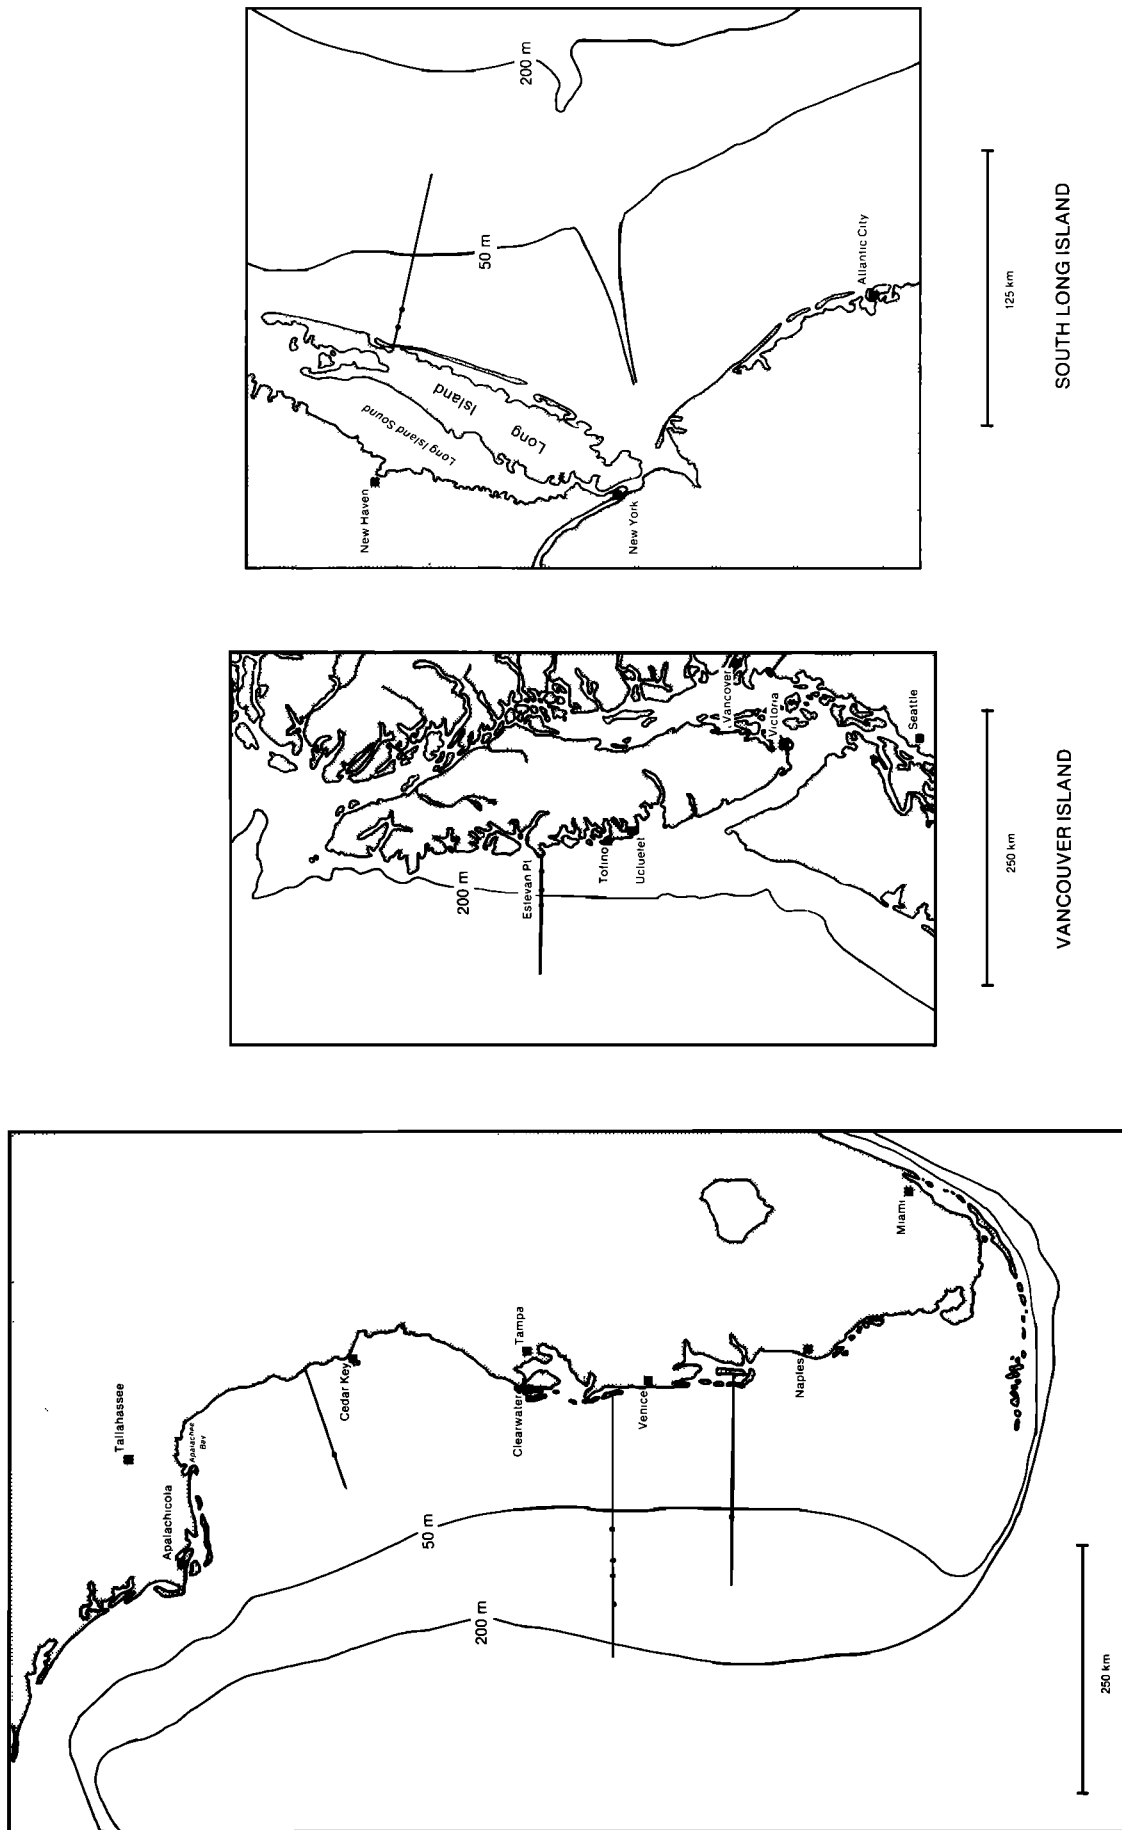 200 m
50 m
Long Island
Long Island Sound
New Haven
New York
Atlantic City
125 km
SOUTH LONG ISLAND
Vancouver
Victoria
Seattle
Tofino
Ucluelet
Estevan Pt
200 m
250 km
VANCOUVER ISLAND
Miami
Tampa
Cedar Key
Clearwater
Venice
Naples
Tallahassee
Apalachee
Bay
Apalachicola
50 m
200 m
250 km